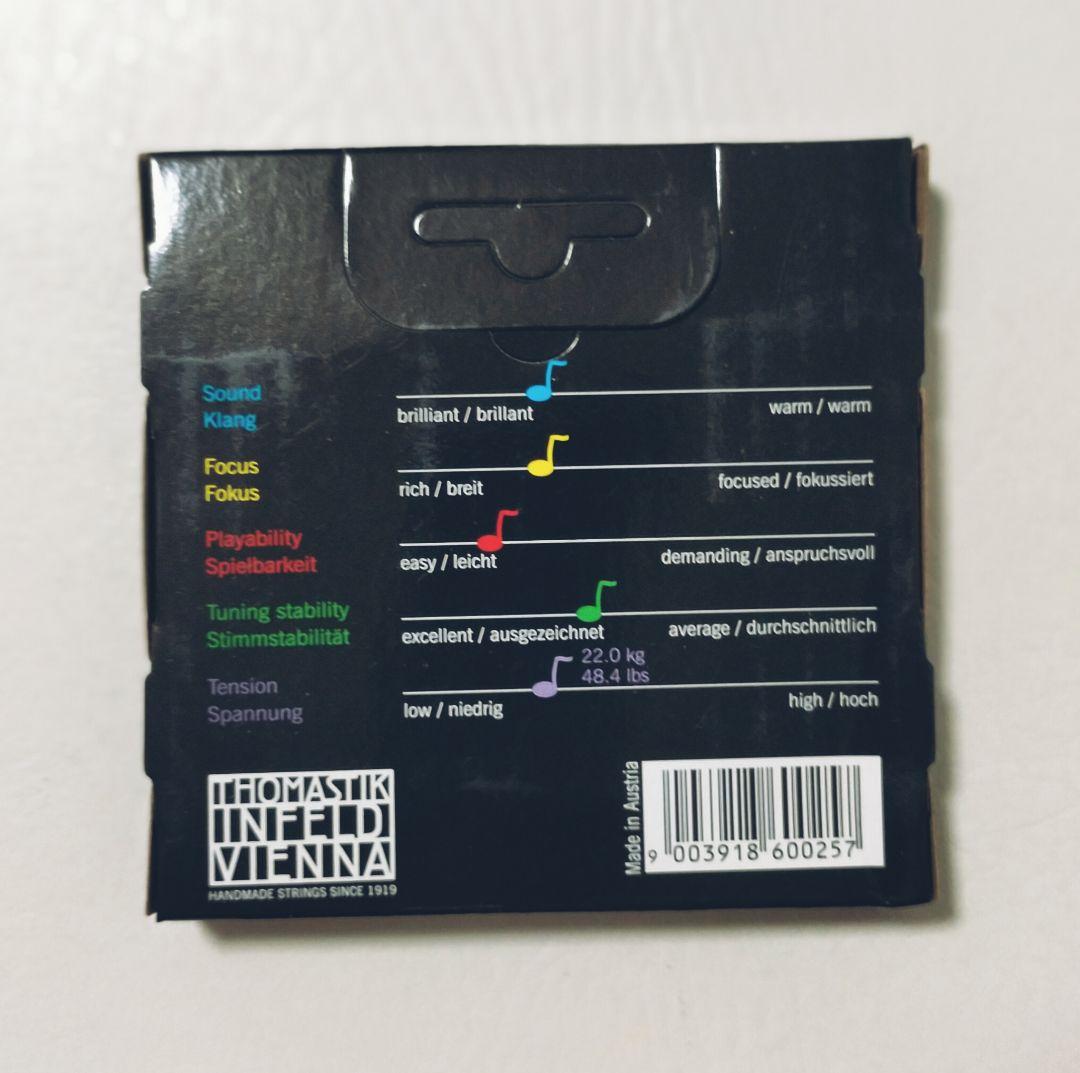 Sound
Klang
brilliant / brillant
warm / warm
Focus
Fokus
rich / breit
focused / fokussiert
Playability
Spielbarkeit
easy / leicht
demanding / anspruchsvoll
Tuning stability
Stimmstabilität
excellent / ausgezeichnet
average / durchschnittlich
Tension
Spannung
22.0 kg
48.4 lbs
low / niedrig
high / hoch
THOMASTIK
INFELD
VIENNA
HANDMADE STRINGS SINCE 1919
Made in Austria
9 003918 600257